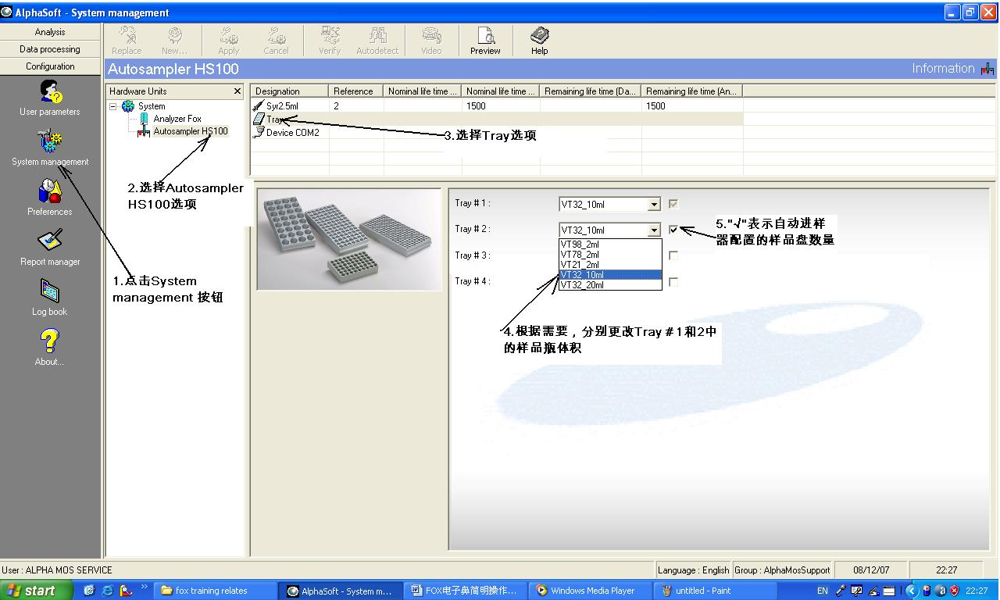 AlphaSoft - System management
Analysis
Data processing
Configuration
Replace
New...
Apply
Cancel
Verify
Autodetect
Video
Preview
Help
Autosampler HS100
Information
User parameters
System management
Preferences
Report manager
Log book
About...
Hardware Units
System
Analyzer Fox
Autosampler HS100
2.选择Autosampler
HS100选项
1.点击System
management 按钮
Designation Reference Nominal life time ... Nominal life time ... Remaining life time (Da... Remaining life time (An...
Syr2.5ml 2 1500 1500
Tray
Device COM2
3.选择Tray选项
Tray # 1 : VT32_10ml
Tray # 2 : VT32_10ml
VT98_2ml
VT78_2ml
VT21_2ml
VT32_10ml
VT32_20ml
Tray # 3 :
Tray # 4 :
5."√"表示自动进样
器配置的样品盘数量
4.根据需要，分别更改Tray #1和2中
的样品瓶体积
User : ALPHA MOS SERVICE
Language : English
Group : AlphaMosSupport
08/12/07
22:27
start
fox training relates
AlphaSoft - System m...
FOX电子鼻简明操作...
Windows Media Player
untitled - Paint
EN
22:27